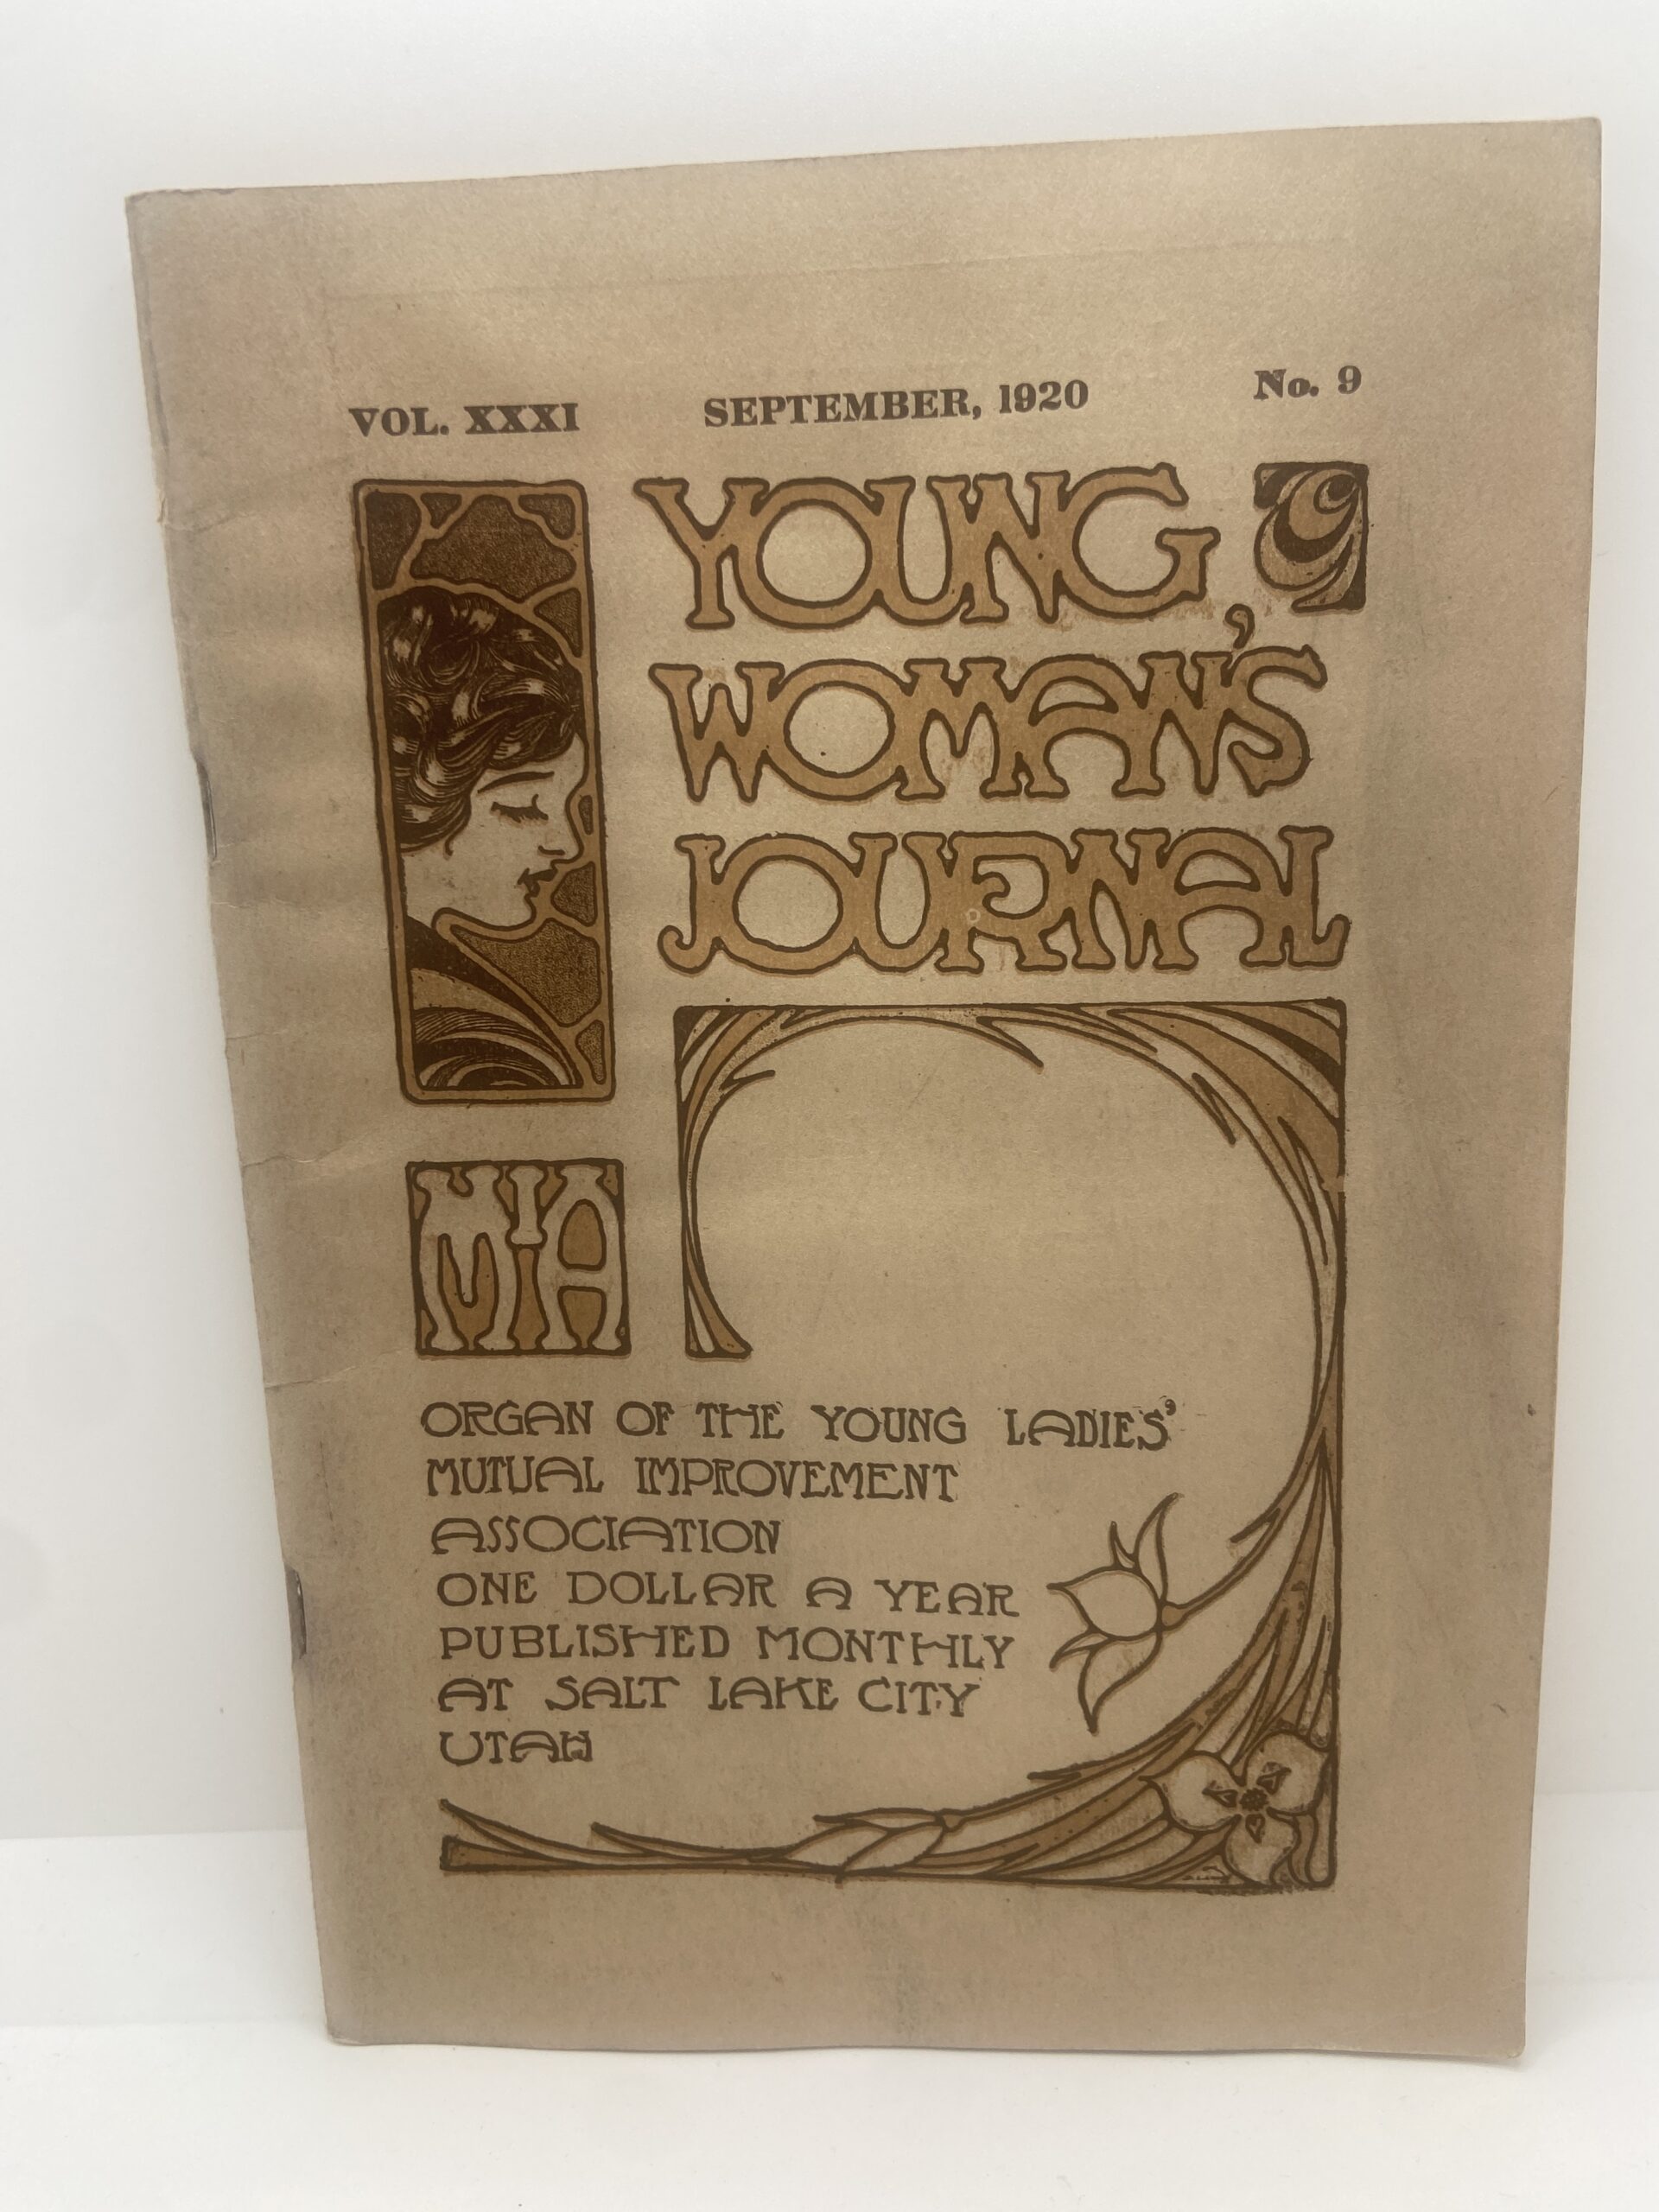 VOL. XXXI SEPTEMBER, 1920 No. 9
YOUNG
WOMAN'S
JOURNAL
MIA
ORGAN OF THE YOUNG LADIES'
MUTUAL IMPROVEMENT
ASSOCIATION
ONE DOLLAR A YEAR
PUBLISHED MONTHLY
AT SALT LAKE CITY
UTAH